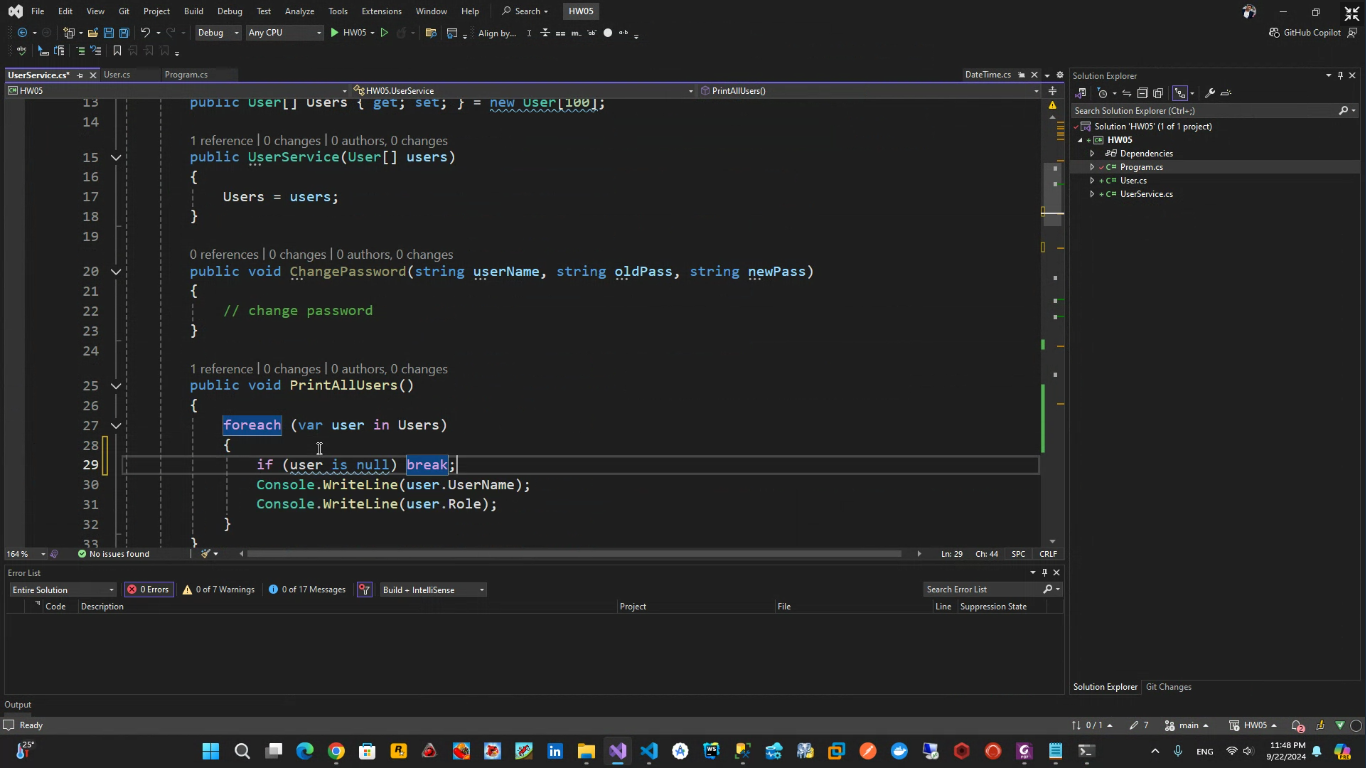 File Edit View Git Project Build Debug Test Analyze Tools Extensions Window Help Search HW05
GitHub Copilot
Debug Any CPU HW05 Align by...
UserService.cs* User.cs Program.cs DateTime.cs Solution Explorer
HW05 HW05.UserService PrintAllUsers()
Search Solution Explorer (Ctrl+;)
Solution 'HW05' (1 of 1 project)
HW05
Dependencies
C# Program.cs
C# User.cs
C# UserService.cs
13 public User[] Users { get; set; } = new User[100];
14
1 reference | 0 changes | 0 authors, 0 changes
15 public UserService(User[] users)
16 {
17 Users = users;
18 }
19
0 references | 0 changes | 0 authors, 0 changes
20 public void ChangePassword(string userName, string oldPass, string newPass)
21 {
22 // change password
23 }
24
1 reference | 0 changes | 0 authors, 0 changes
25 public void PrintAllUsers()
26 {
27 foreach (var user in Users)
28 {
29 if (user is null) break;
30 Console.WriteLine(user.UserName);
31 Console.WriteLine(user.Role);
32 }
33 }
164 % No issues found Ln: 29 Ch: 44 SPC CRLF
Error List
Entire Solution 0 Errors 0 of 7 Warnings 0 of 17 Messages Build + IntelliSense Search Error List
Code Description Project File Line Suppression State
Solution Explorer Git Changes
Output
Ready 0 / 1 7 main HW05 2
25° ENG 11:48 PM
9/22/2024